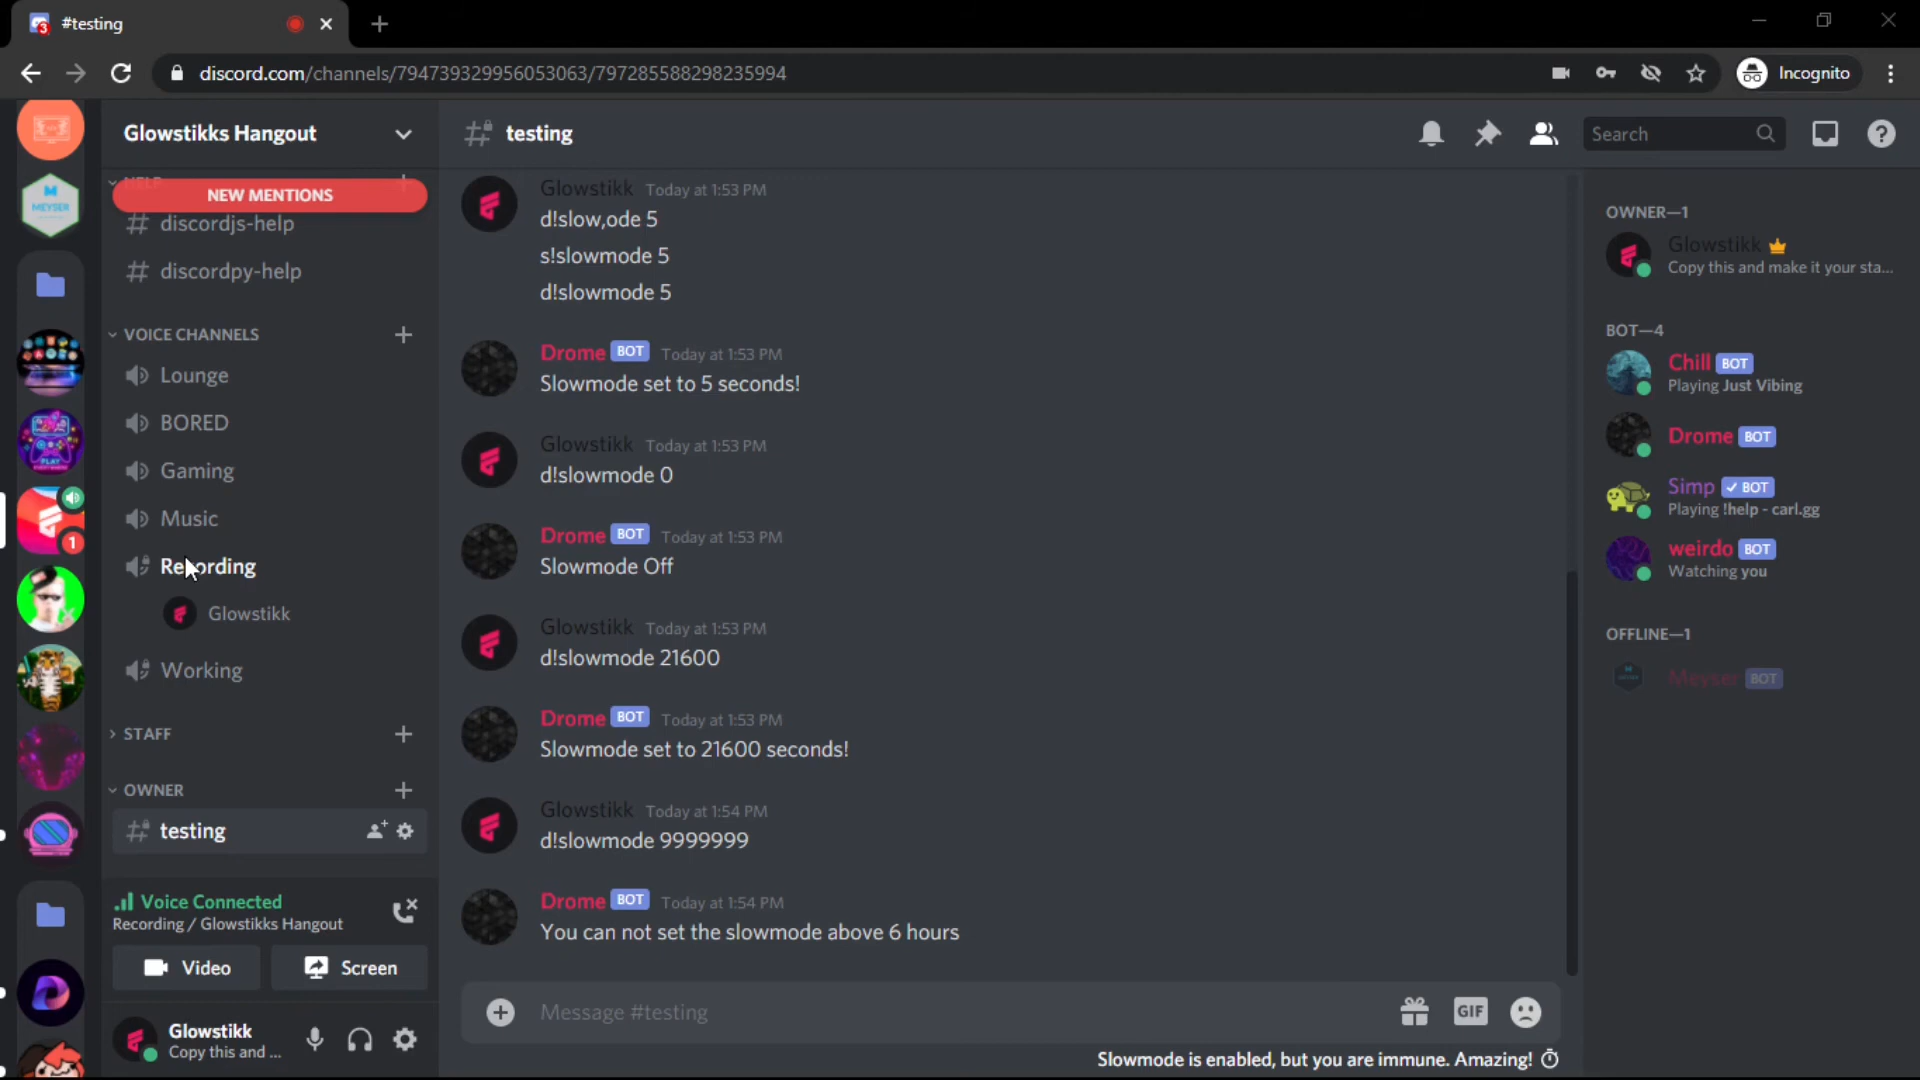 #testing
discord.com/channels/794739329956053063/797285588298235994
Incognito
Glowstikks Hangout
testing
Search
HELP
NEW MENTIONS
discordjs-help
discordpy-help
VOICE CHANNELS
Lounge
BORED
Gaming
Music
Recording
Glowstikk
Working
STAFF
OWNER
testing
Voice Connected
Recording / Glowstikks Hangout
Video
Screen
Glowstikk
Copy this and ...
Glowstikk Today at 1:53 PM
d!slow,ode 5
s!slowmode 5
d!slowmode 5
Drome BOT Today at 1:53 PM
Slowmode set to 5 seconds!
Glowstikk Today at 1:53 PM
d!slowmode 0
Drome BOT Today at 1:53 PM
Slowmode Off
Glowstikk Today at 1:53 PM
d!slowmode 21600
Drome BOT Today at 1:53 PM
Slowmode set to 21600 seconds!
Glowstikk Today at 1:54 PM
d!slowmode 9999999
Drome BOT Today at 1:54 PM
You can not set the slowmode above 6 hours
Message #testing
GIF
Slowmode is enabled, but you are immune. Amazing!
OWNER—1
Glowstikk
Copy this and make it your sta...
BOT—4
Chill BOT
Playing Just Vibing
Drome BOT
Simp ✓ BOT
Playing !help - carl.gg
weirdo BOT
Watching you
OFFLINE—1
Meyser BOT
MEYSER
3
1